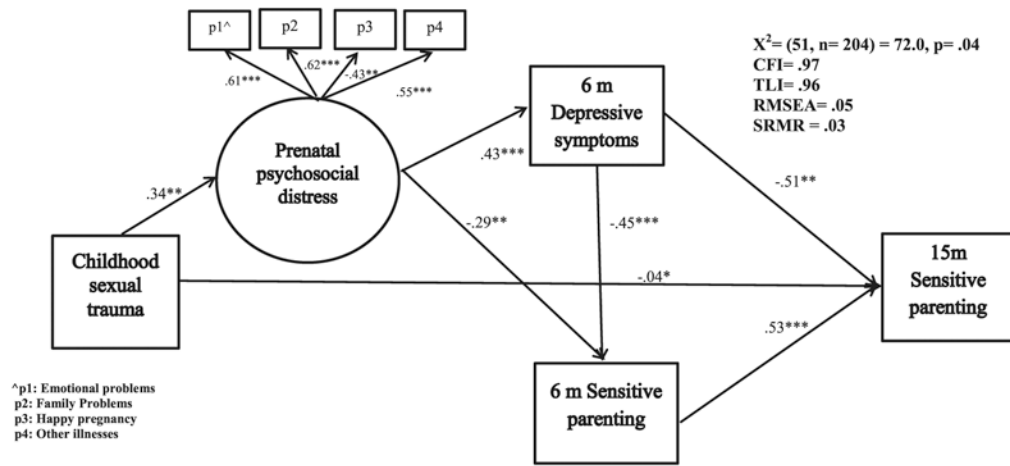 p1^ p2 p3 p4
.61*** .62*** -.43** .55***
X²= (51, n= 204) = 72.0, p= .04
CFI= .97
TLI= .96
RMSEA= .05
SRMR = .03
6 m
Depressive
symptoms
Prenatal
psychosocial
distress
.43***
-.51**
.34**
-.29**
-.45***
Childhood
sexual
trauma
-.04*
15m
Sensitive
parenting
.53***
6 m Sensitive
parenting
^p1: Emotional problems
p2: Family Problems
p3: Happy pregnancy
p4: Other illnesses